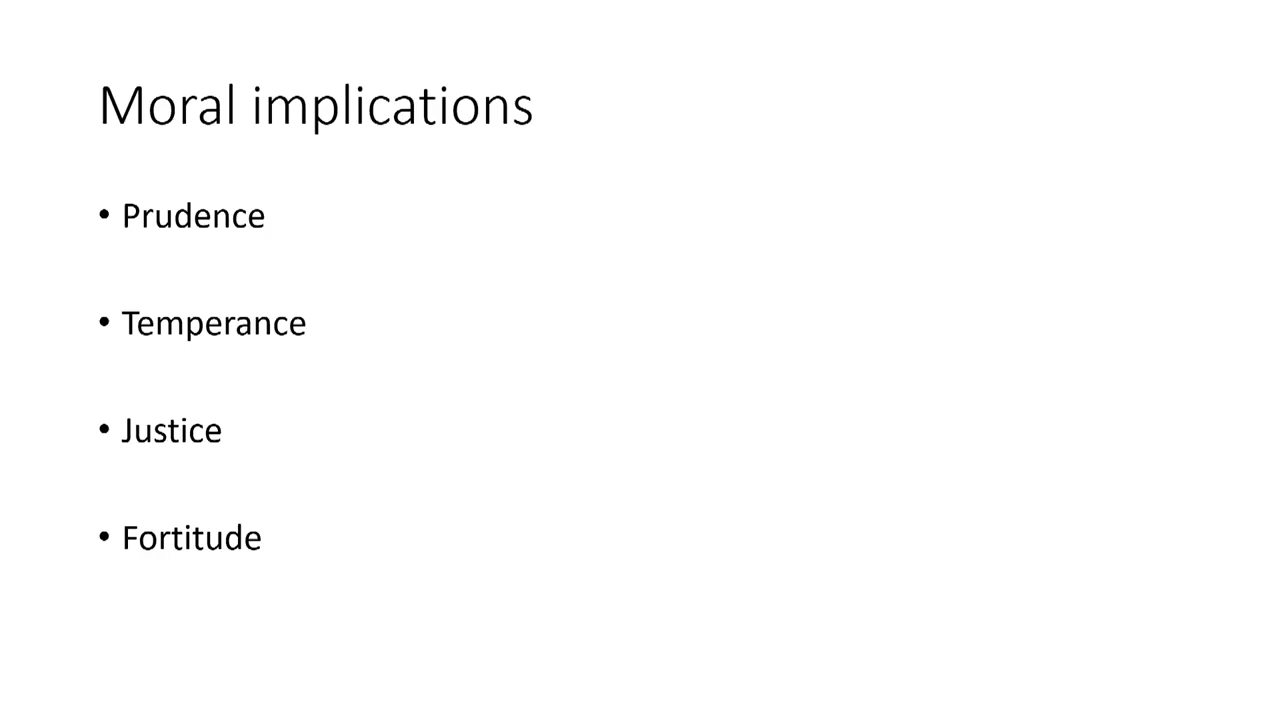 Moral implications
• Prudence
• Temperance
• Justice
• Fortitude